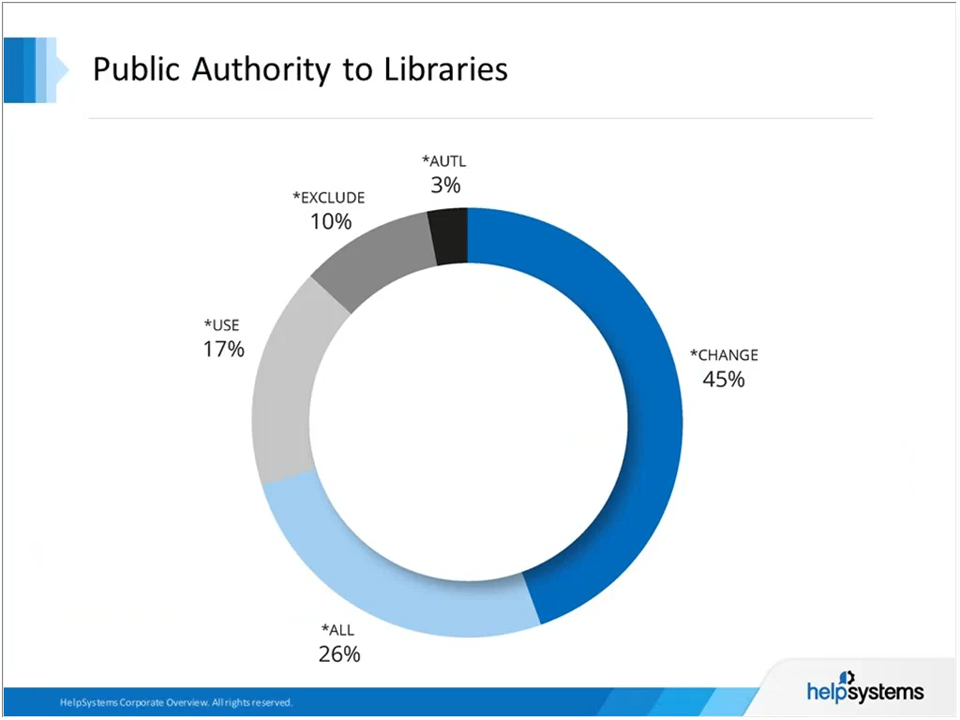 Public Authority to Libraries
*AUTL
3%
*EXCLUDE
10%
*USE
17%
*CHANGE
45%
*ALL
26%
HelpSystems Corporate Overview. All rights reserved.
helpsystems